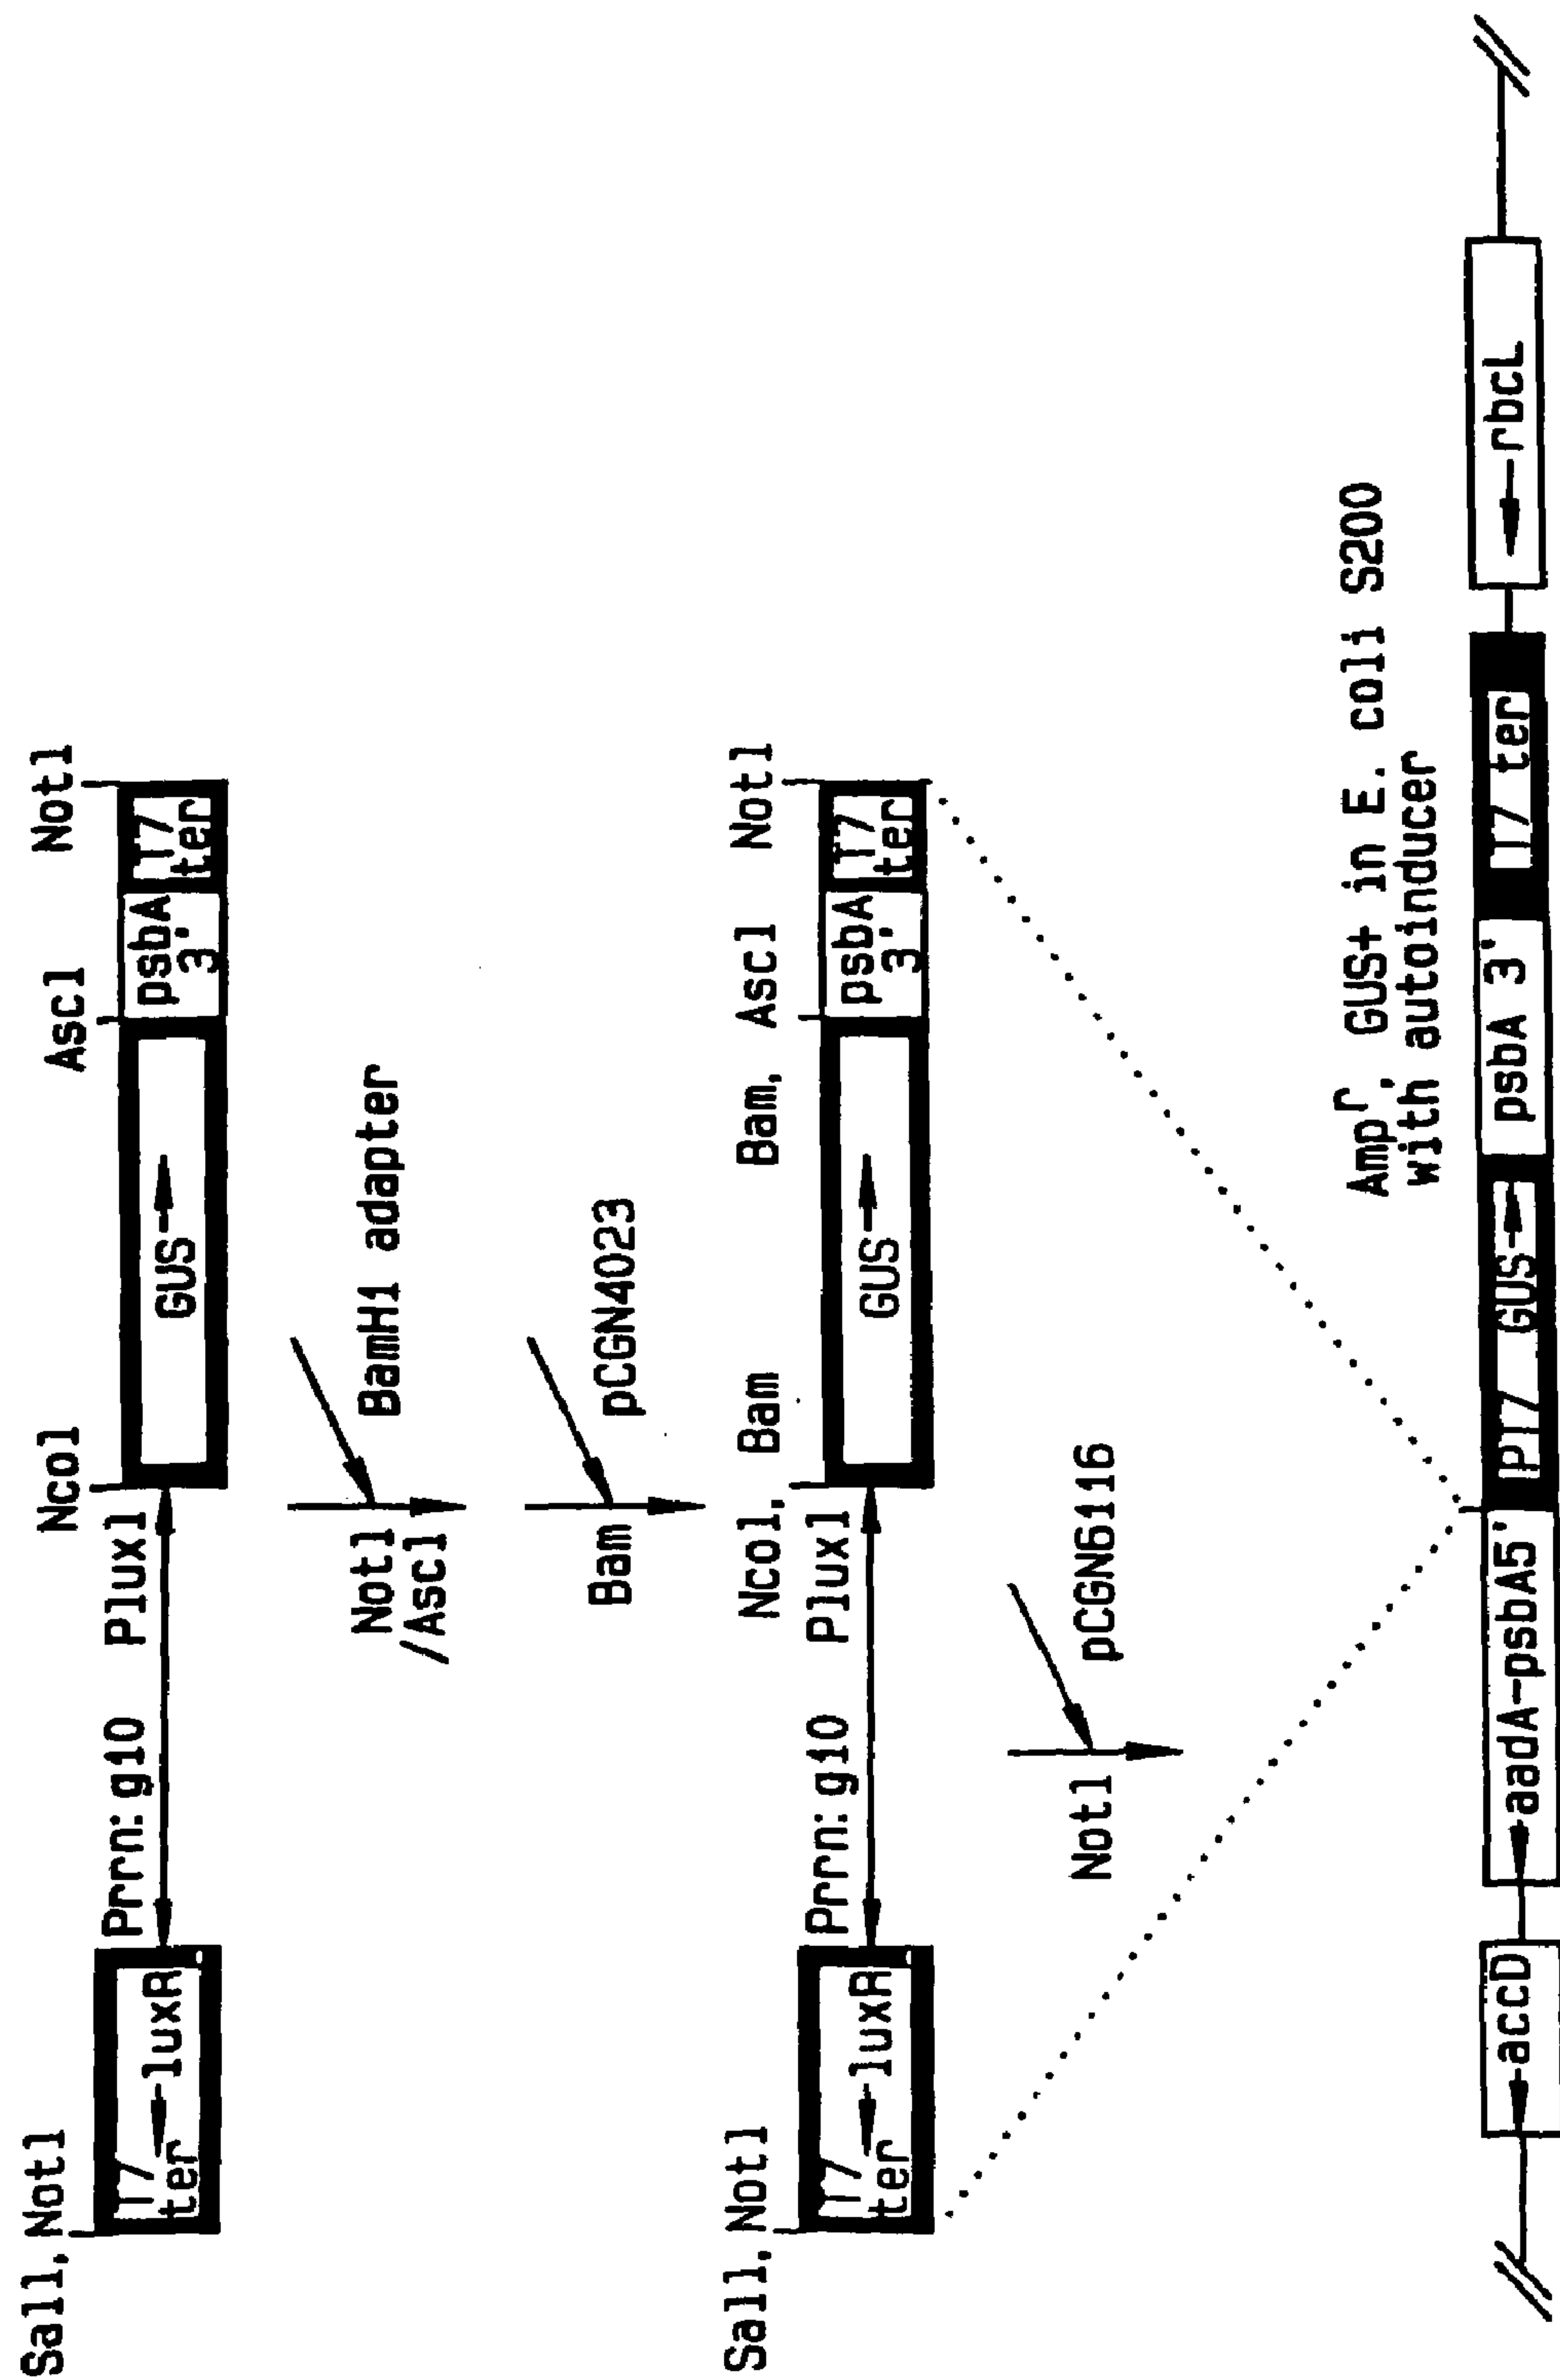 Sal1, Not1
Nco1
Asc1
Not1
Prrn: g10 Plux1
T7
ter
luxR
GUS
psbA
3'
T7
ter
Not1
/Asc1
BamH1 adapter
Bam
pCGN4023
Sal1, Not1
Nco1, Bam
Bam, Asc1
Not1
Prrn: g10 Plux1
T7
ter
luxR
GUS
psbA
3'
T7
ter
Not1
pCGN6116
Ampʳ, GUS+ in E. coli S200
with autoinducer
accD
aadA-psbA5'
PT7 GUS
psbA 3'
T7 ter
rbcL